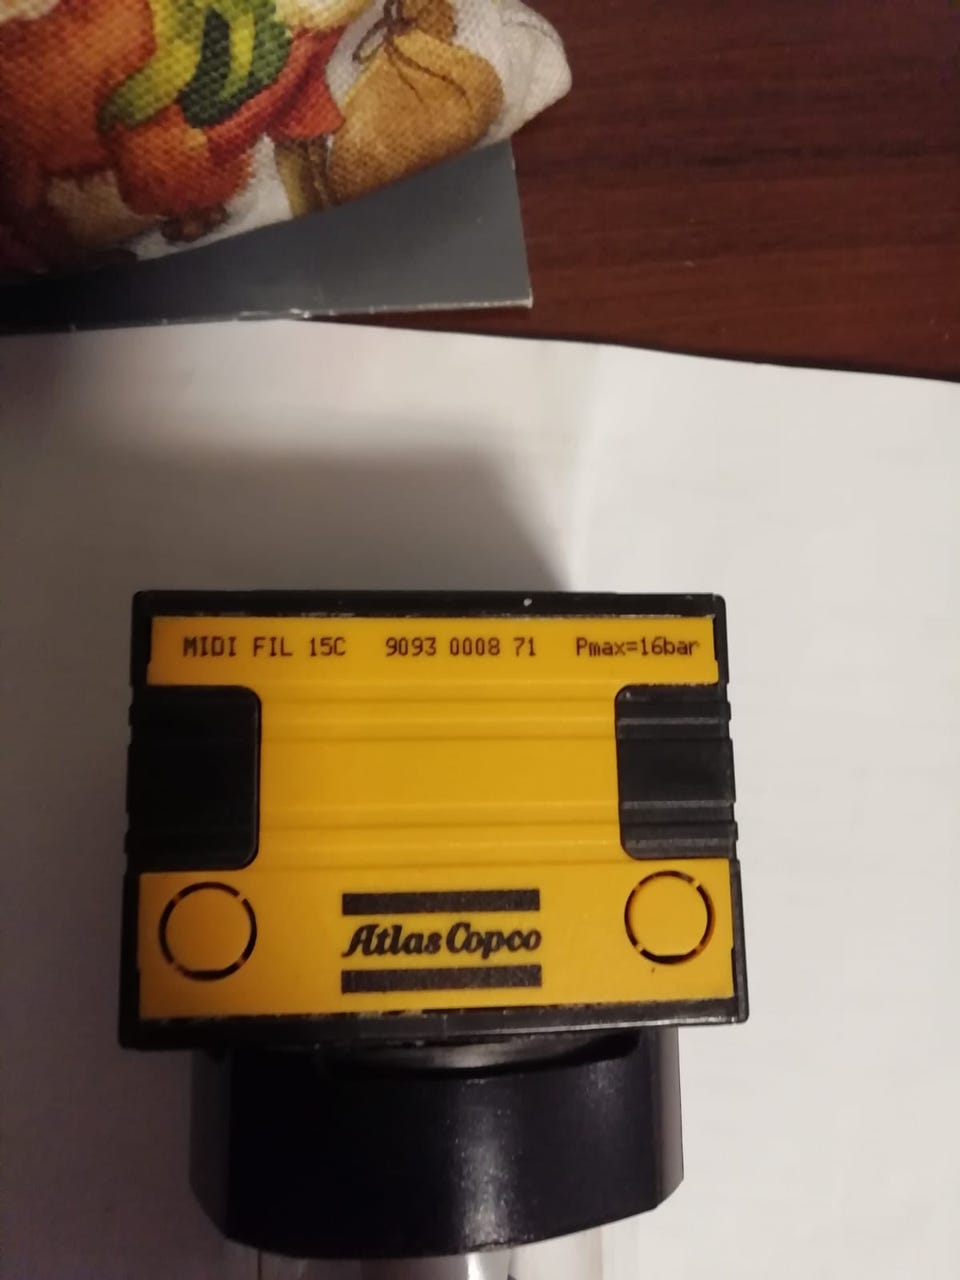 MIDI FIL 15C 9093 0008 71 Pmax=16bar
Atlas Copco